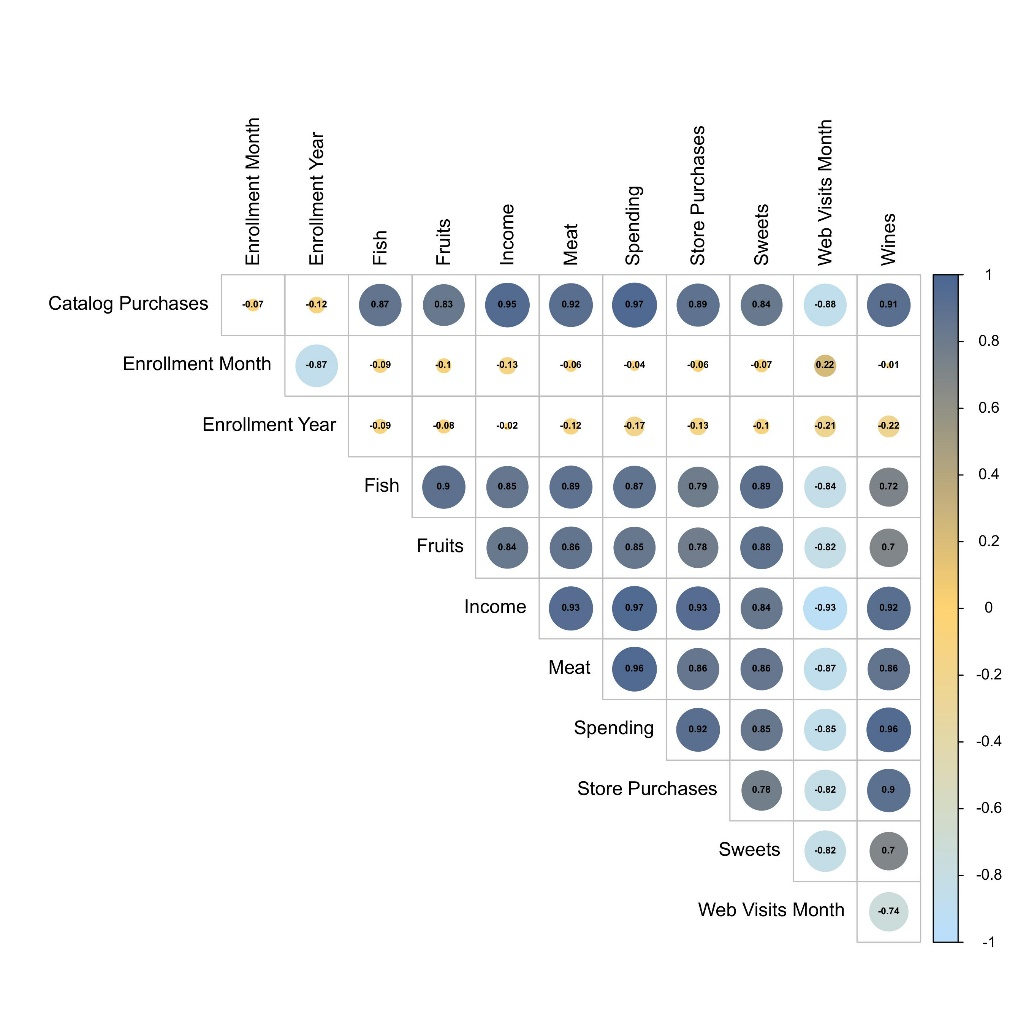 Enrollment Month
Enrollment Year
Fish
Fruits
Income
Meat
Spending
Store Purchases
Sweets
Web Visits Month
Wines
Catalog Purchases -0.07 -0.12 0.87 0.83 0.95 0.92 0.97 0.89 0.84 -0.88 0.91
Enrollment Month -0.87 -0.09 -0.1 -0.13 -0.06 -0.04 -0.06 -0.07 0.22 -0.01
Enrollment Year -0.09 -0.08 -0.02 -0.12 -0.17 -0.13 -0.1 -0.21 -0.22
Fish 0.9 0.85 0.89 0.87 0.79 0.89 -0.84 0.72
Fruits 0.84 0.86 0.85 0.78 0.88 -0.82 0.7
Income 0.93 0.97 0.93 0.84 -0.93 0.92
Meat 0.96 0.86 0.86 -0.87 0.86
Spending 0.92 0.85 -0.85 0.96
Store Purchases 0.78 -0.82 0.9
Sweets -0.82 0.7
Web Visits Month -0.74
1
0.8
0.6
0.4
0.2
0
-0.2
-0.4
-0.6
-0.8
-1